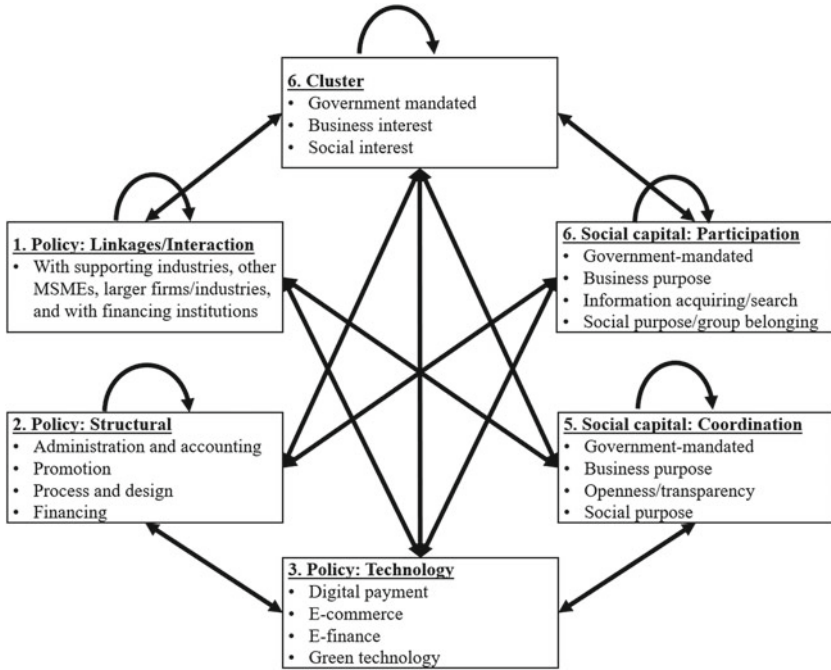 6. Cluster
• Government mandated
• Business interest
• Social interest
1. Policy: Linkages/Interaction
• With supporting industries, other
MSMEs, larger firms/industries,
and with financing institutions
6. Social capital: Participation
• Government-mandated
• Business purpose
• Information acquiring/search
• Social purpose/group belonging
2. Policy: Structural
• Administration and accounting
• Promotion
• Process and design
• Financing
5. Social capital: Coordination
• Government-mandated
• Business purpose
• Openness/transparency
• Social purpose
3. Policy: Technology
• Digital payment
• E-commerce
• E-finance
• Green technology